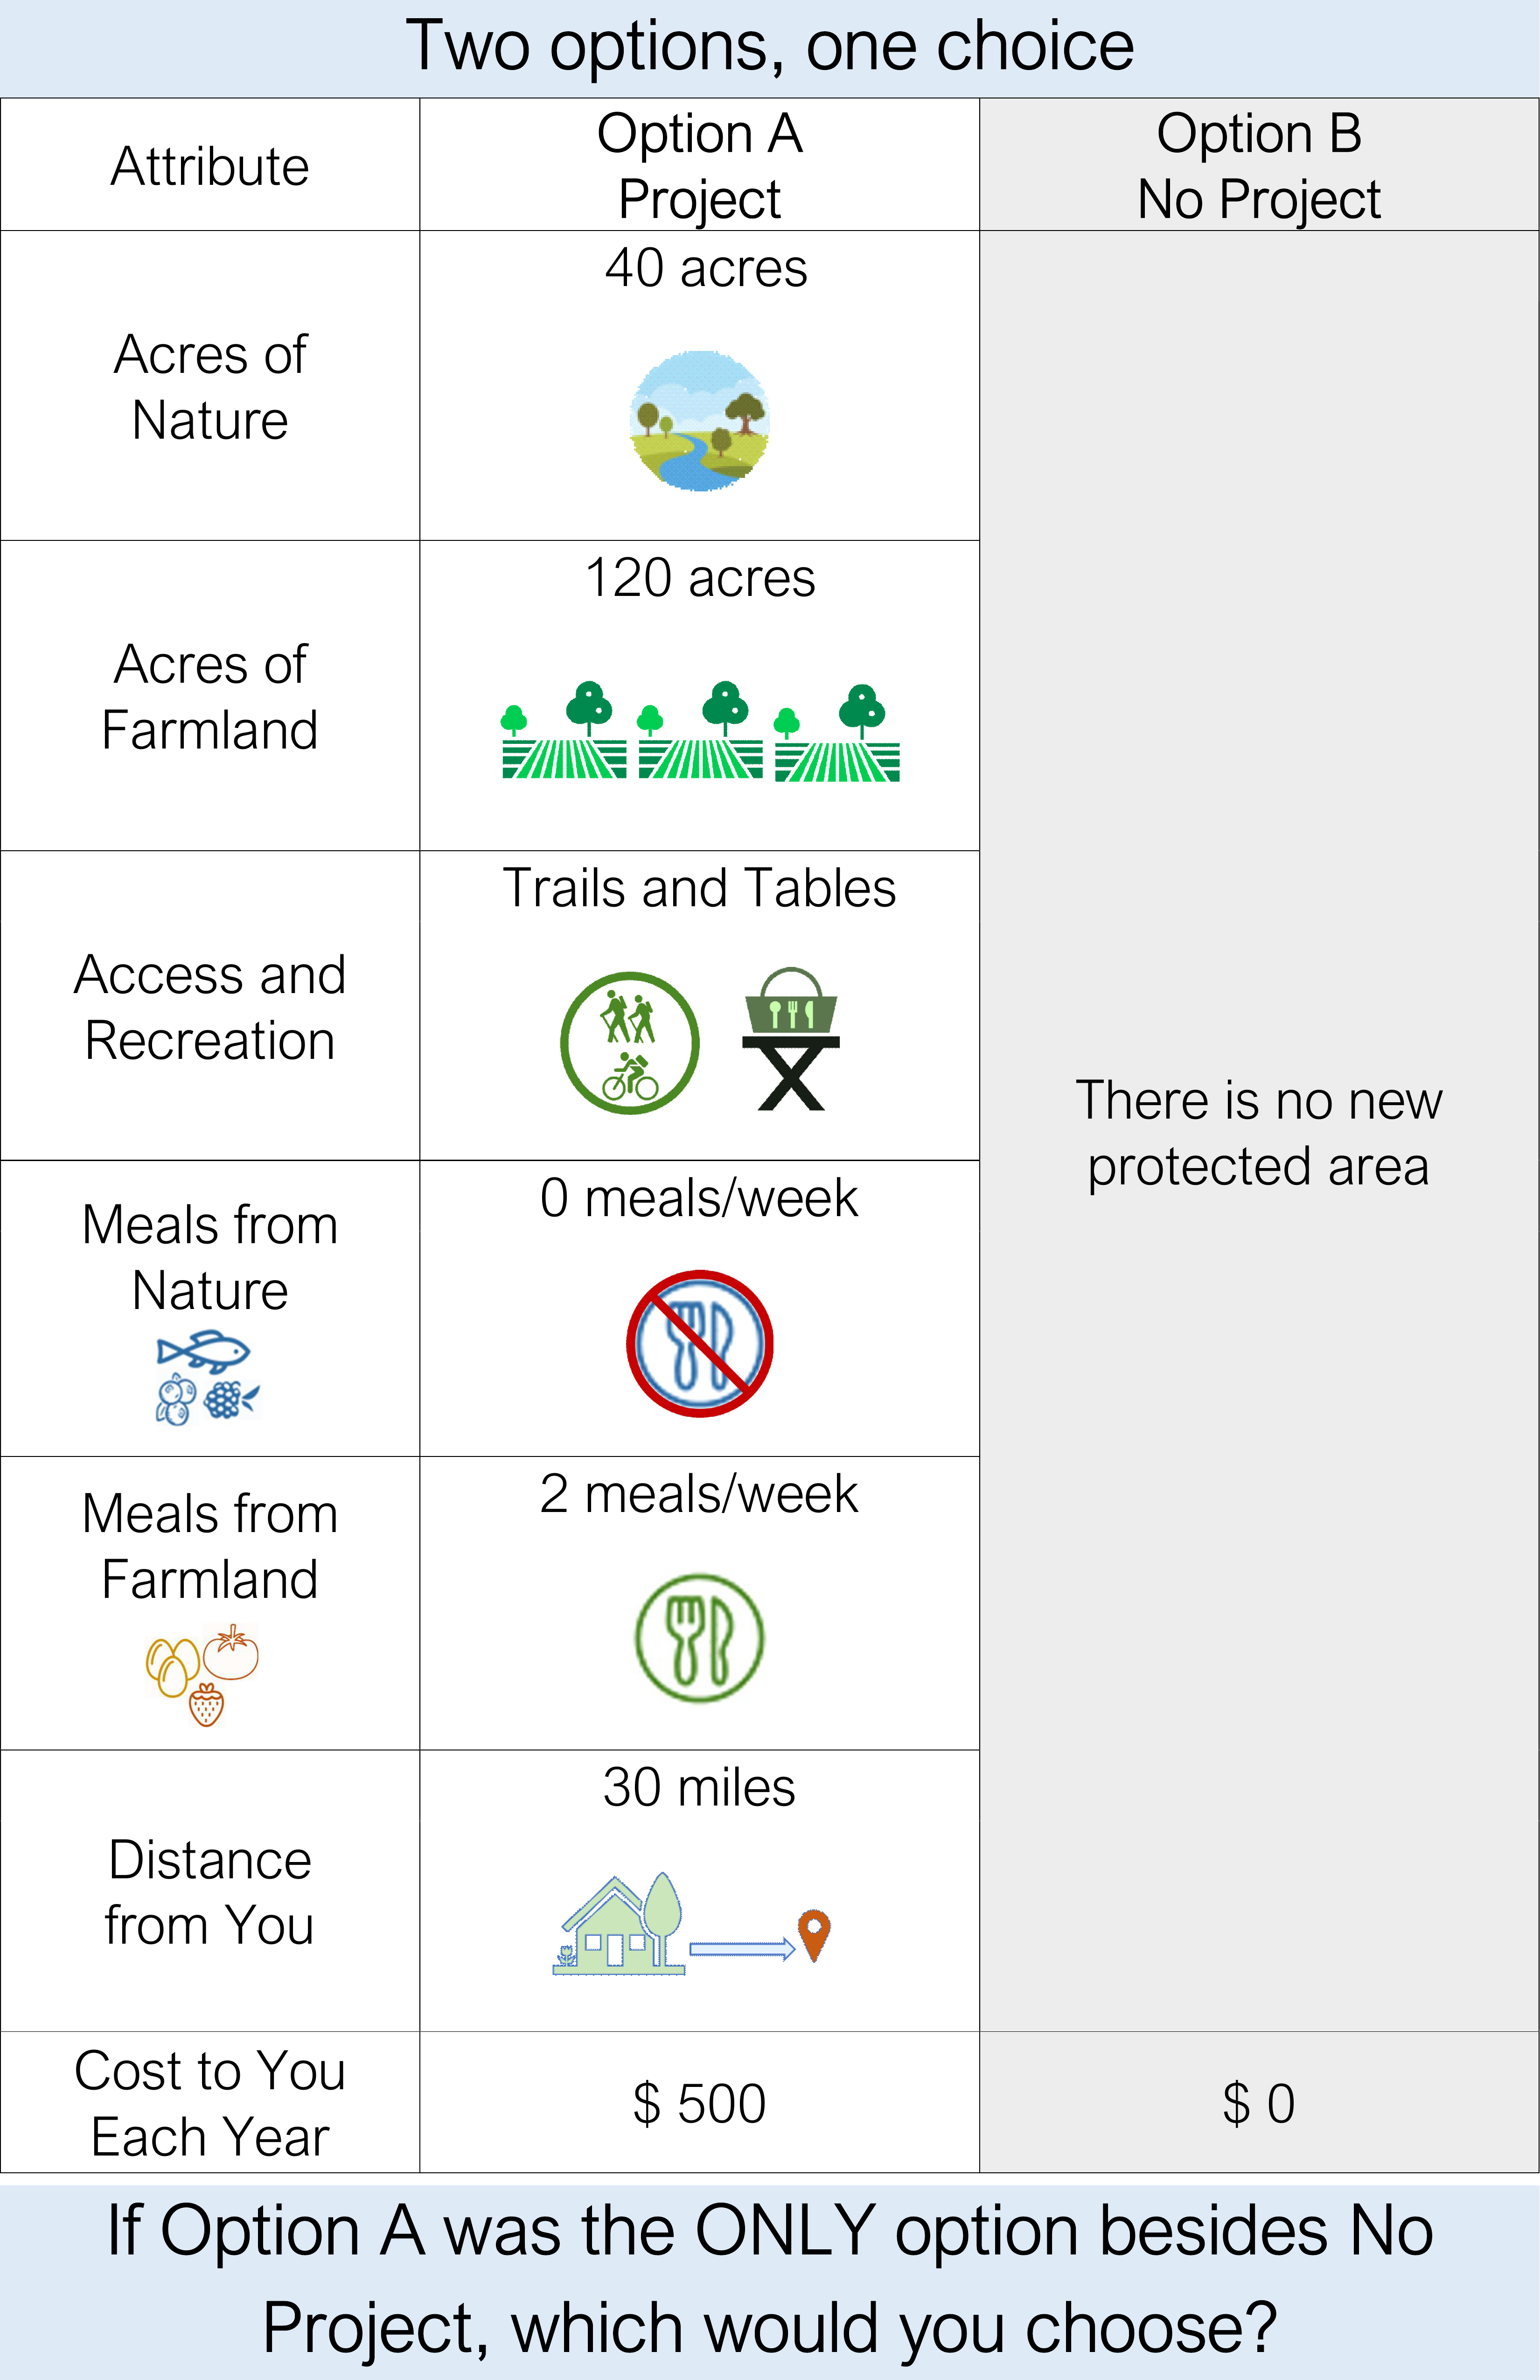 Two options, one choice
Attribute
Option A
Project
Option B
No Project
Acres of
Nature
40 acres
Acres of
Farmland
120 acres
Access and
Recreation
Trails and Tables
Meals from
Nature
0 meals/week
Meals from
Farmland
2 meals/week
Distance
from You
30 miles
There is no new
protected area
Cost to You
Each Year
$ 500
$ 0
If Option A was the ONLY option besides No
Project, which would you choose?